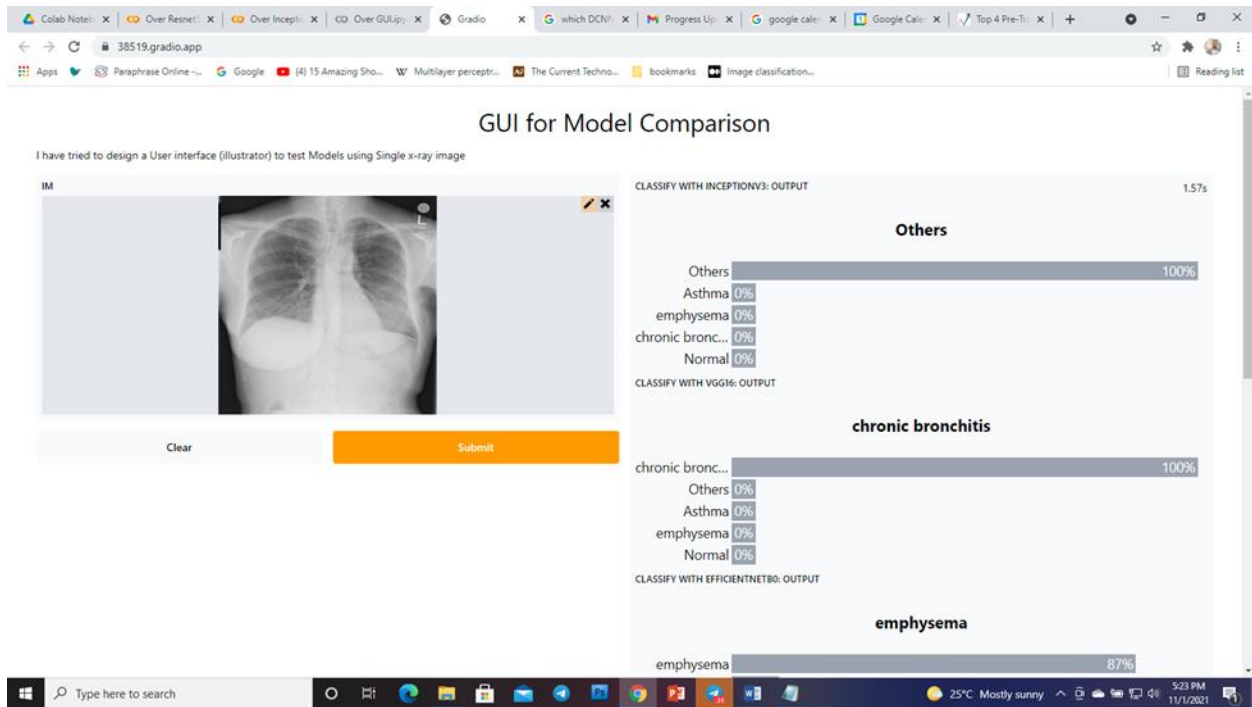 Colab Noteb
Over Resnet5
Over Incepti
Over GUI.ipy
Gradio
which DCNN
Progress Up
google cale
Google Cale
Top 4 Pre-Tr
38519.gradio.app
Apps
Paraphrase Online -...
Google
(4) 15 Amazing Sho...
Multilayer perceptr...
The Current Techno...
bookmarks
image classification...
Reading list
GUI for Model Comparison
I have tried to design a User interface (illustrator) to test Models using Single x-ray image
IM
Clear
Submit
CLASSIFY WITH INCEPTIONV3: OUTPUT
1.57s
Others
Others 100%
Asthma 0%
emphysema 0%
chronic bronc... 0%
Normal 0%
CLASSIFY WITH VGG16: OUTPUT
chronic bronchitis
chronic bronc... 100%
Others 0%
Asthma 0%
emphysema 0%
Normal 0%
CLASSIFY WITH EFFICIENTNETB0: OUTPUT
emphysema
emphysema 87%
Type here to search
25°C Mostly sunny
5:23 PM
11/1/2021